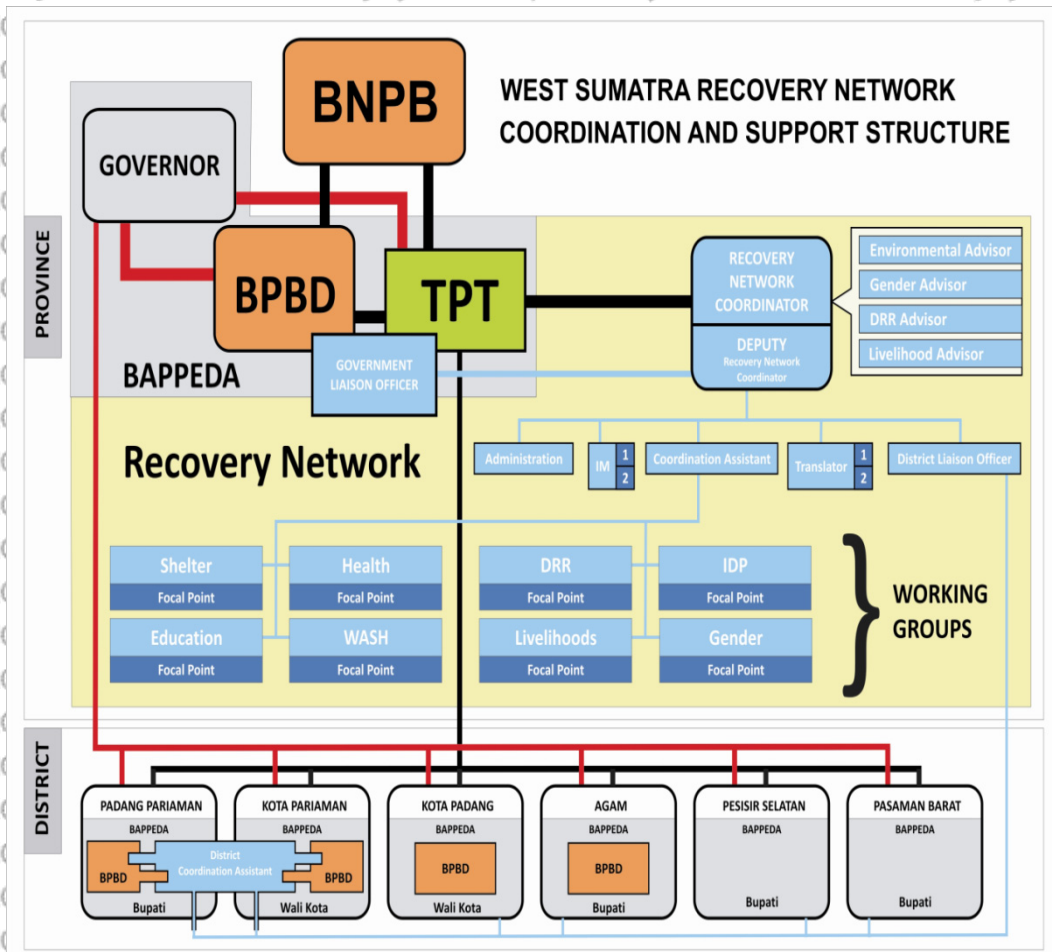 WEST SUMATRA RECOVERY NETWORK
COORDINATION AND SUPPORT STRUCTURE
BNPB
GOVERNOR
PROVINCE
BPBD
TPT
BAPPEDA
GOVERNMENT
LIAISON OFFICER
RECOVERY
NETWORK
COORDINATOR
DEPUTY
Recovery Network
Coordinator
Environmental Advisor
Gender Advisor
DRR Advisor
Livelihood Advisor
Recovery Network
Administration
IM
1
2
Coordination Assistant
Translator
1
2
District Liaison Officer
Shelter
Focal Point
Health
Focal Point
DRR
Focal Point
IDP
Focal Point
Education
Focal Point
WASH
Focal Point
Livelihoods
Focal Point
Gender
Focal Point
WORKING
GROUPS
DISTRICT
PADANG PARIAMAN
BAPPEDA
BPBD
Bupati
District
Coordination Assistant
KOTA PARIAMAN
BAPPEDA
BPBD
Wali Kota
KOTA PADANG
BAPPEDA
BPBD
Wali Kota
AGAM
BAPPEDA
BPBD
Bupati
PESISIR SELATAN
BAPPEDA
Bupati
PASAMAN BARAT
BAPPEDA
Bupati